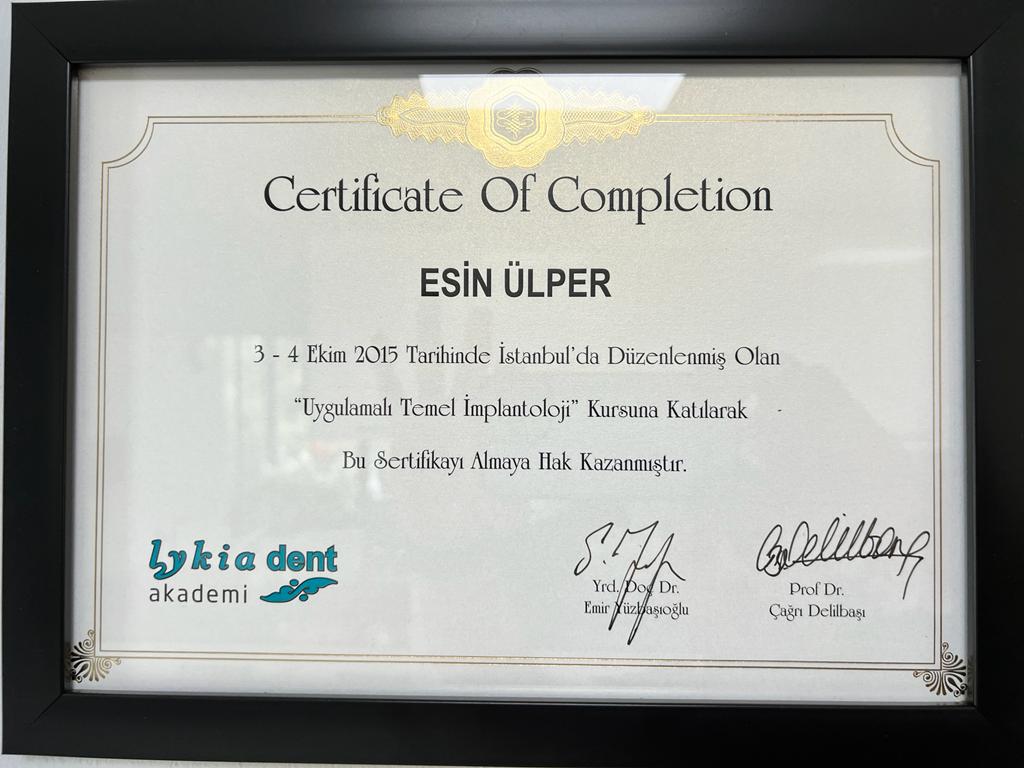 Certificate Of Completion
ESİN ÜLPER
3 - 4 Ekim 2015 Tarihinde İstanbul'da Düzenlenmiş Olan
"Uygulamalı Temel İmplantoloji" Kursuna Katılarak
Bu Sertifikayı Almaya Hak Kazanmıştır.
lykia dent
akademi
Yrd. Doç Dr.
Emir Yüzbaşıoğlu
Prof Dr.
Çağrı Delilbaşı